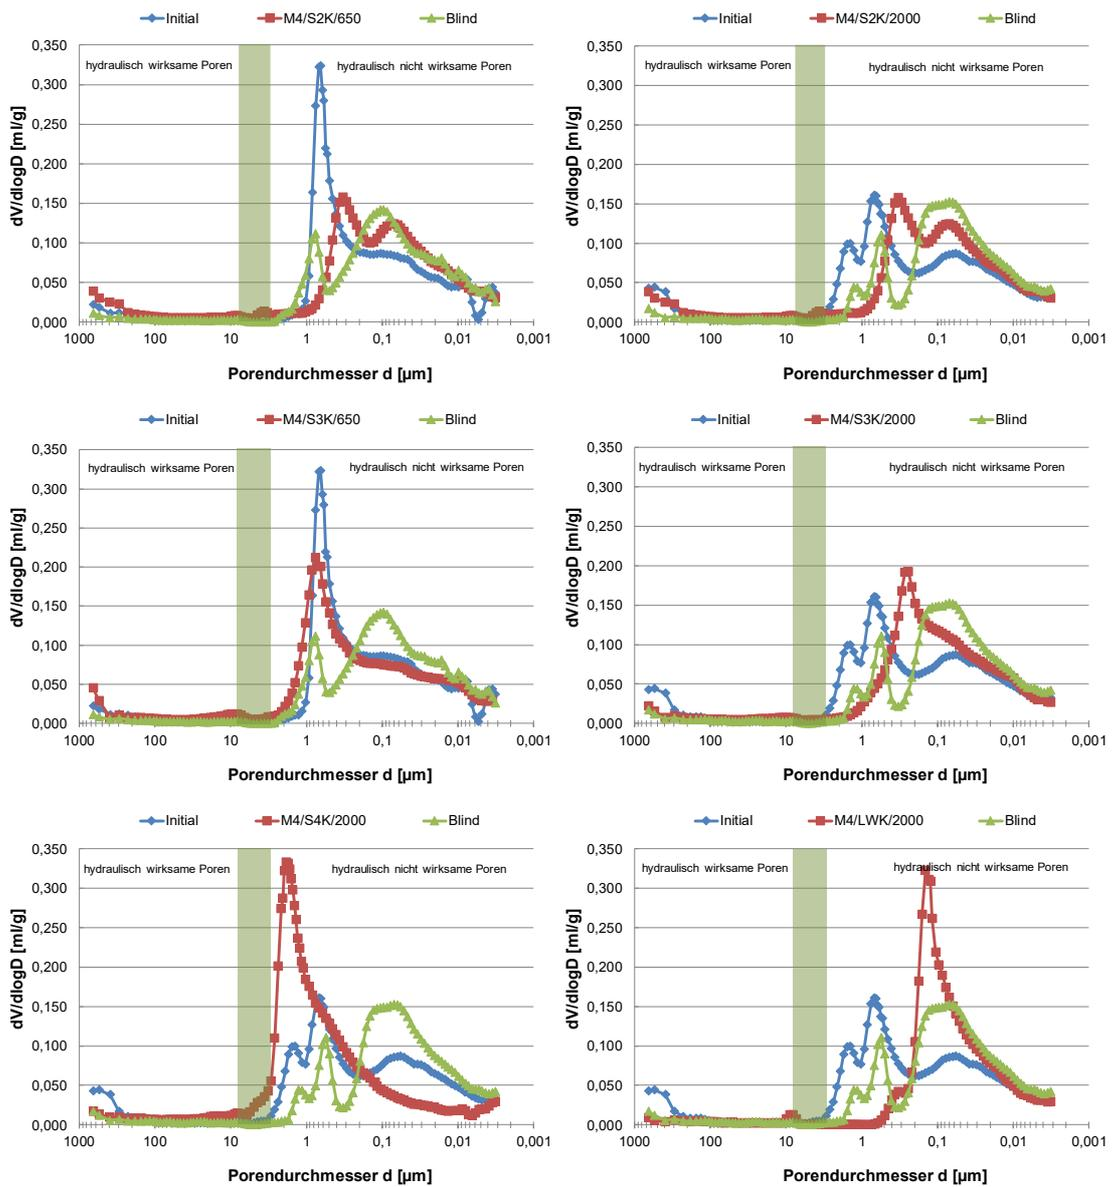 Initial M4/S2K/650 Blind
0,350
hydraulisch wirksame Poren hydraulisch nicht wirksame Poren
0,300
0,250
0,200
0,150
0,100
0,050
0,000
1000 100 10 1 0,1 0,01 0,001
dV/dlogD [ml/g]
Porendurchmesser d [µm]
Initial M4/S2K/2000 Blind
0,350
hydraulisch wirksame Poren hydraulisch nicht wirksame Poren
0,300
0,250
0,200
0,150
0,100
0,050
0,000
1000 100 10 1 0,1 0,01 0,001
dV/dlogD [ml/g]
Porendurchmesser d [µm]
Initial M4/S3K/650 Blind
0,350
hydraulisch wirksame Poren hydraulisch nicht wirksame Poren
0,300
0,250
0,200
0,150
0,100
0,050
0,000
1000 100 10 1 0,1 0,01 0,001
dV/dlogD [ml/g]
Porendurchmesser d [µm]
Initial M4/S3K/2000 Blind
0,350
hydraulisch wirksame Poren hydraulisch nicht wirksame Poren
0,300
0,250
0,200
0,150
0,100
0,050
0,000
1000 100 10 1 0,1 0,01 0,001
dV/dlogD [ml/g]
Porendurchmesser d [µm]
Initial M4/S4K/2000 Blind
0,350
hydraulisch wirksame Poren hydraulisch nicht wirksame Poren
0,300
0,250
0,200
0,150
0,100
0,050
0,000
1000 100 10 1 0,1 0,01 0,001
dV/dlogD [ml/g]
Porendurchmesser d [µm]
Initial M4/LWK/2000 Blind
0,350
hydraulisch wirksame Poren hydraulisch nicht wirksame Poren
0,300
0,250
0,200
0,150
0,100
0,050
0,000
1000 100 10 1 0,1 0,01 0,001
dV/dlogD [ml/g]
Porendurchmesser d [µm]